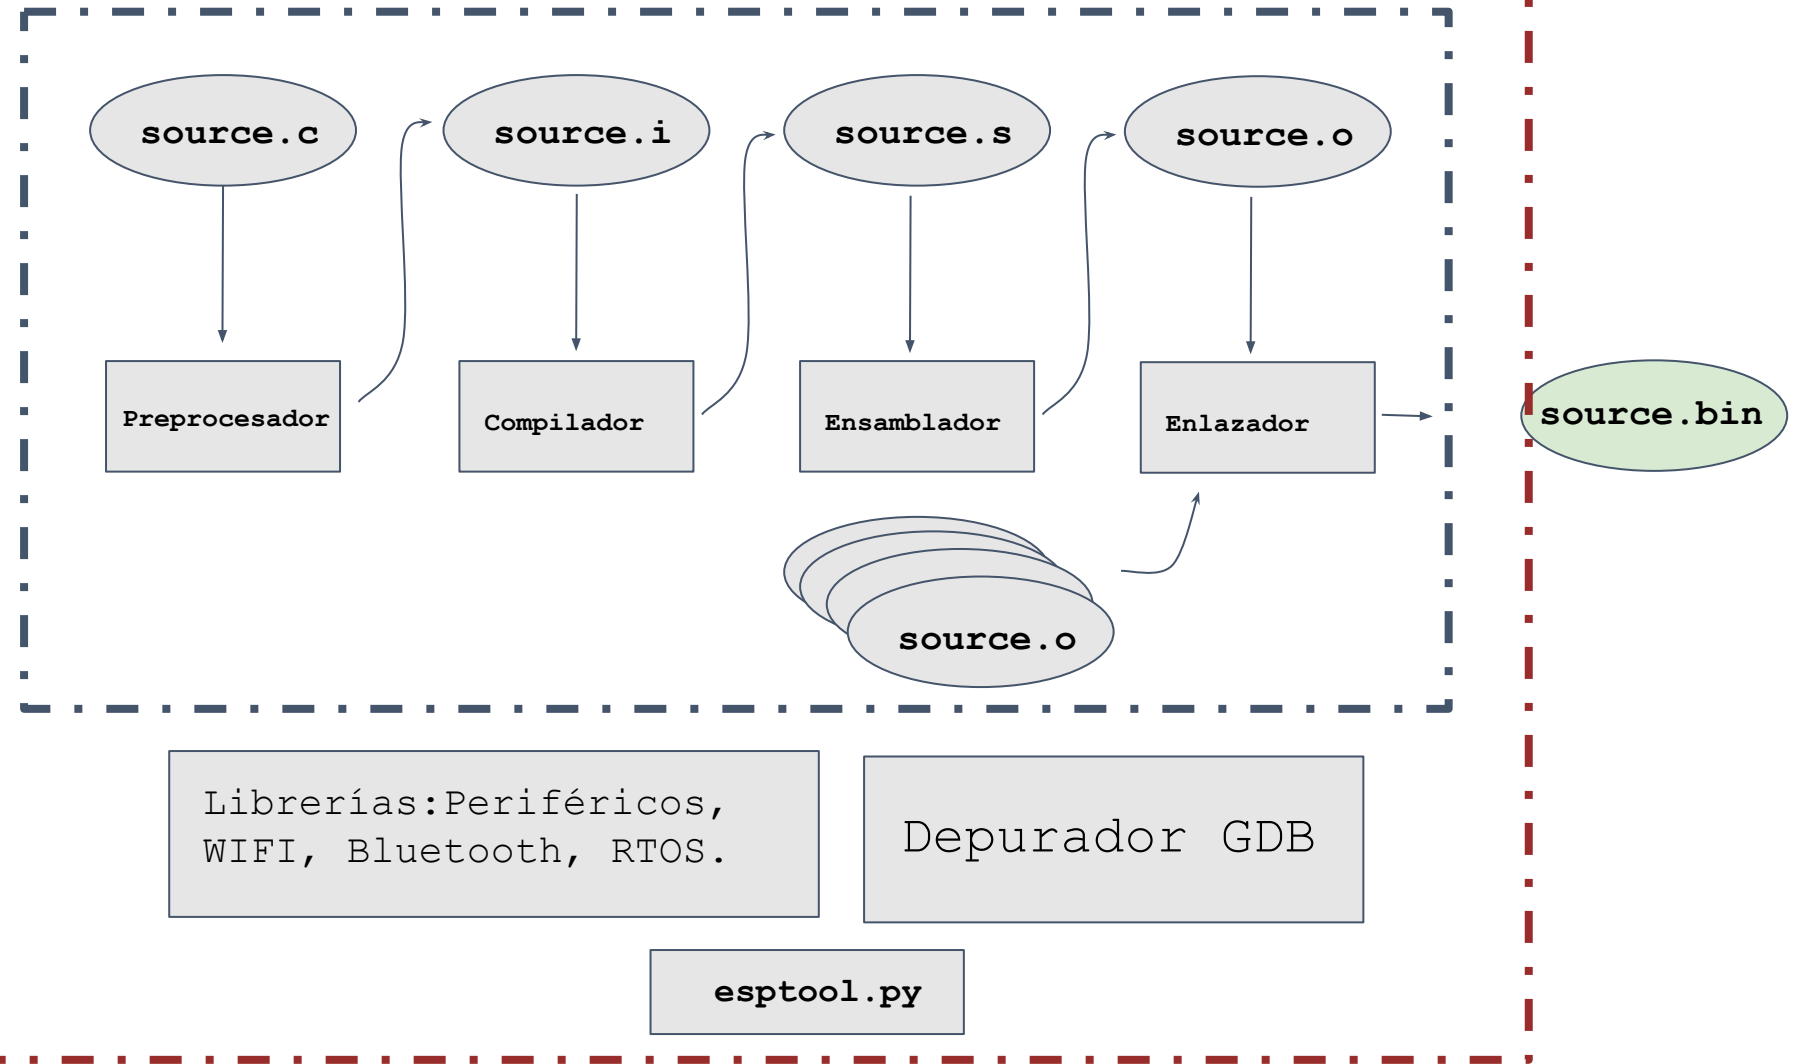 source.c
source.i
source.s
source.o
Preprocesador
Compilador
Ensamblador
Enlazador
source.bin
source.o
Librerías:Periféricos,
WIFI, Bluetooth, RTOS.
Depurador GDB
esptool.py